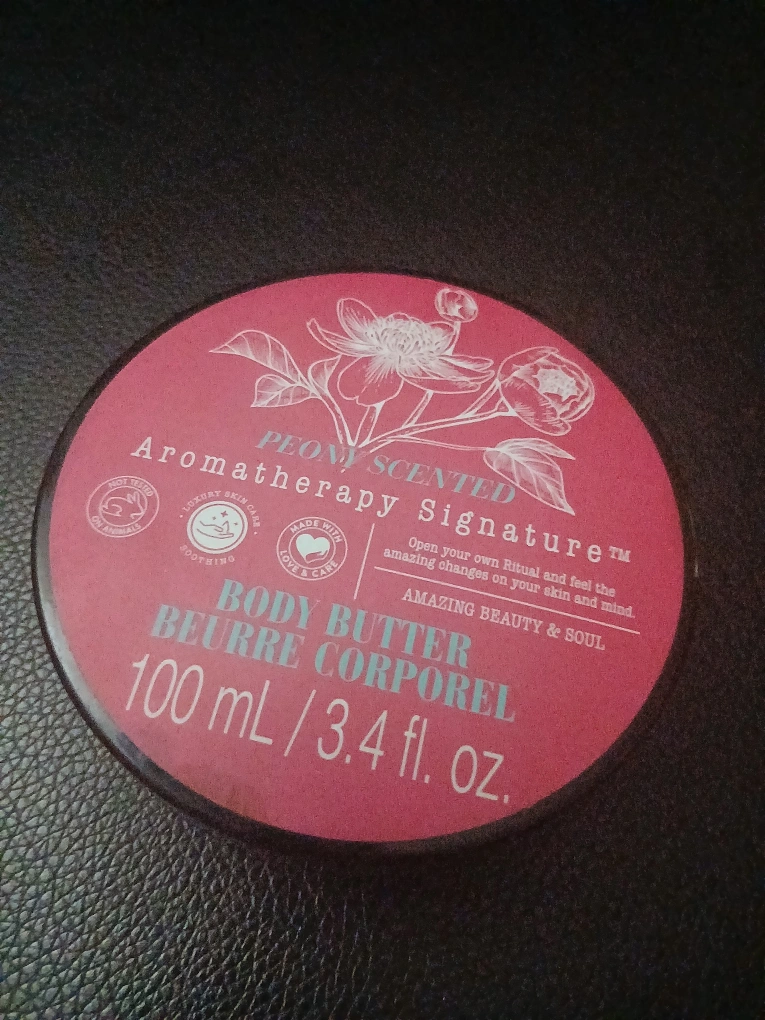 PEONY SCENTED
Aromatherapy Signature™
NOT TESTED
ON ANIMALS
LUXURY SKIN CARE
SOOTHING
MADE WITH
LOVE & CARE
Open your own Ritual and feel the
amazing changes on your skin and mind.
AMAZING BEAUTY & SOUL
BODY BUTTER
BEURRE CORPOREL
100 mL / 3.4 fl. oz.